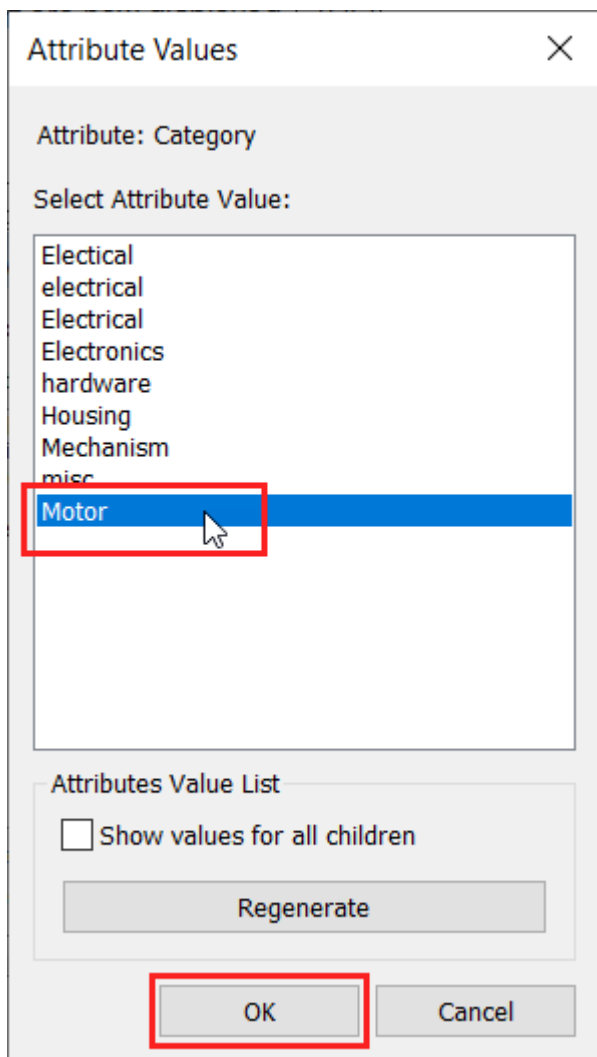 Attribute Values
Attribute: Category
Select Attribute Value:
Electical
electrical
Electrical
Electronics
hardware
Housing
Mechanism
misc
Motor
Attributes Value List
Show values for all children
Regenerate
OK
Cancel